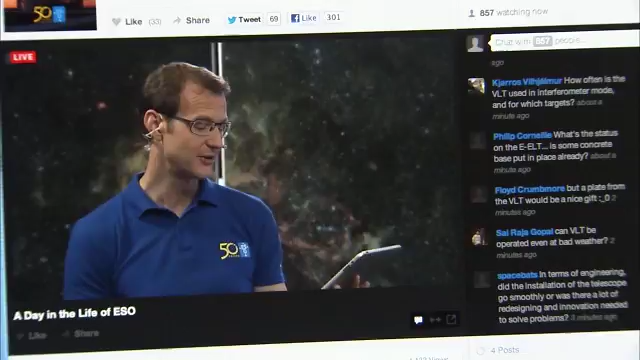 50
Like (33) Share Tweet 69 Like 301
857 watching now
LIVE
Chat with 857 people...
ago
Kjarros Vilhjálmur How often is the
VLT used in interferometer mode,
and for which targets? about a
minute ago
Philip Corneille What's the status
on the E-ELT... is some concrete
base put in place already? about a
minute ago
Floyd Crumbmore but a plate from
the VLT would be a nice gift :_0 2
minutes ago
Sai Raja Gopal can VLT be
operated even at bad weather? 2
minutes ago
spacebats In terms of engineering,
did the installation of the telescope
go smoothly or was there a lot of
redesigning and innovation needed
to solve problems? 3 minutes ago
50
A Day in the Life of ESO
Like Share
4 Posts